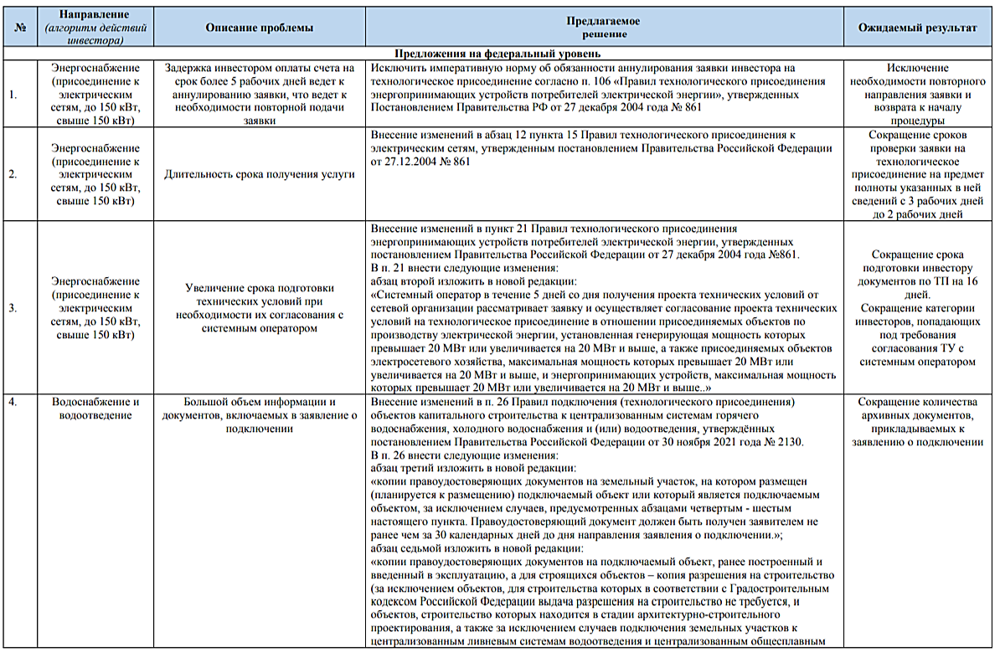 №
Направление
(алгоритм действий
инвестора)
Описание проблемы
Предлагаемое
решение
Ожидаемый результат
Предложения на федеральный уровень
1.
Энергоснабжение
(присоединение к
электрическим
сетям, до 150 кВт,
свыше 150 кВт)
Задержка инвестором оплаты счета на
срок более 5 рабочих дней ведет к
аннулированию заявки, что ведет к
необходимости повторной подачи
заявки
Исключить императивную норму об обязанности аннулирования заявки инвестора на
технологическое присоединение согласно п. 106 «Правил технологического присоединения
энергопринимающих устройств потребителей электрической энергии», утвержденных
Постановлением Правительства РФ от 27 декабря 2004 года № 861
Исключение
необходимости повторного
направления заявки и
возврата к началу
процедуры
2.
Энергоснабжение
(присоединение к
электрическим
сетям, до 150 кВт,
свыше 150 кВт)
Длительность срока получения услуги
Внесение изменений в абзац 12 пункта 15 Правил технологического присоединения к
электрическим сетям, утвержденным постановлением Правительства Российской Федерации
от 27.12.2004 № 861
Сокращение сроков
проверки заявки на
технологическое
присоединение на предмет
полноты указанных в ней
сведений с 3 рабочих дней
до 2 рабочих дней
3.
Энергоснабжение
(присоединение к
электрическим
сетям, до 150 кВт,
свыше 150 кВт)
Увеличение срока подготовки
технических условий при
необходимости их согласования с
системным оператором
Внесение изменений в пункт 21 Правил технологического присоединения
энергопринимающих устройств потребителей электрической энергии, утвержденных
постановлением Правительства Российской Федерации от 27 декабря 2004 года №861.
В п. 21 внести следующие изменения:
абзац второй изложить в новой редакции:
«Системный оператор в течение 5 дней со дня получения проекта технических условий от
сетевой организации рассматривает заявку и осуществляет согласование проекта технических
условий на технологическое присоединение в отношении присоединяемых объектов по
производству электрической энергии, установленная генерирующая мощность которых
превышает 20 МВт или увеличивается на 20 МВт и выше, а также присоединяемых объектов
электросетевого хозяйства, максимальная мощность которых превышает 20 МВт или
увеличивается на 20 МВт и выше, и энергопринимающих устройств, максимальная мощность
которых превышает 20 МВт или увеличивается на 20 МВт и выше..»
Сокращение срока
подготовки инвестору
документов по ТП на 16
дней.
Сокращение категории
инвесторов, попадающих
под требования
согласования ТУ с
системным оператором
4.
Водоснабжение и
водоотведение
Большой объем информации и
документов, включаемых в заявление о
подключении
Внесение изменений в п. 26 Правил подключения (технологического присоединения)
объектов капитального строительства к централизованным системам горячего
водоснабжения, холодного водоснабжения и (или) водоотведения, утверждённых
постановлением Правительства Российской Федерации от 30 ноября 2021 года № 2130.
В п. 26 внести следующие изменения:
абзац третий изложить в новой редакции:
«копии правоудостоверяющих документов на земельный участок, на котором размещен
(планируется к размещению) подключаемый объект или который является подключаемым
объектом, за исключением случаев, предусмотренных абзацами четвертым - шестым
настоящего пункта. Правоудостоверяющий документ должен быть получен заявителем не
ранее чем за 30 календарных дней до дня направления заявления о подключении.»;
абзац седьмой изложить в новой редакции:
«копии правоудостоверяющих документов на подключаемый объект, ранее построенный и
введенный в эксплуатацию, а для строящихся объектов – копия разрешения на строительство
(за исключением объектов, для строительства которых в соответствии с Градостроительным
кодексом Российской Федерации выдача разрешения на строительство не требуется, и
объектов, строительство которых находится в стадии архитектурно-строительного
проектирования, а также за исключением случаев подключения земельных участков к
централизованным ливневым системам водоотведения и централизованным общесплавным
Сокращение количества
архивных документов,
прикладываемых к
заявлению о подключении